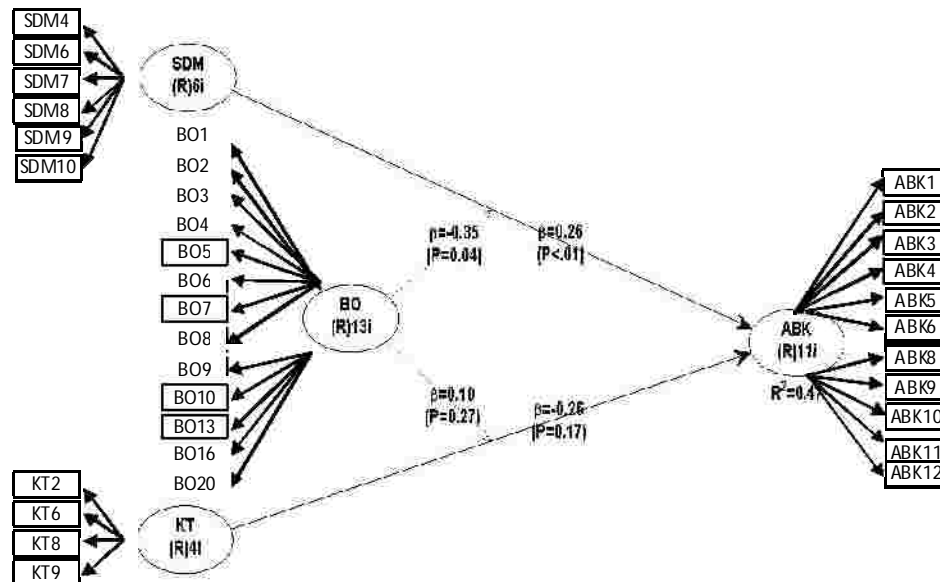 SDM4
SDM6
SDM7
SDM8
SDM9
SDM10
SDM
(R)6i
BO1
BO2
BO3
BO4
BO5
BO6
BO7
BO8
BO9
BO10
BO13
BO16
BO20
BO
(R)13i
β=-0.35
(P=0.04)
β=0.26
(P<.01)
β=0.10
(P=0.27)
β=-0.26
(P=0.17)
KT2
KT6
KT8
KT9
KT
(R)4i
ABK
(R)11i
ABK1
ABK2
ABK3
ABK4
ABK5
ABK6
ABK8
ABK9
ABK10
ABK11
ABK12